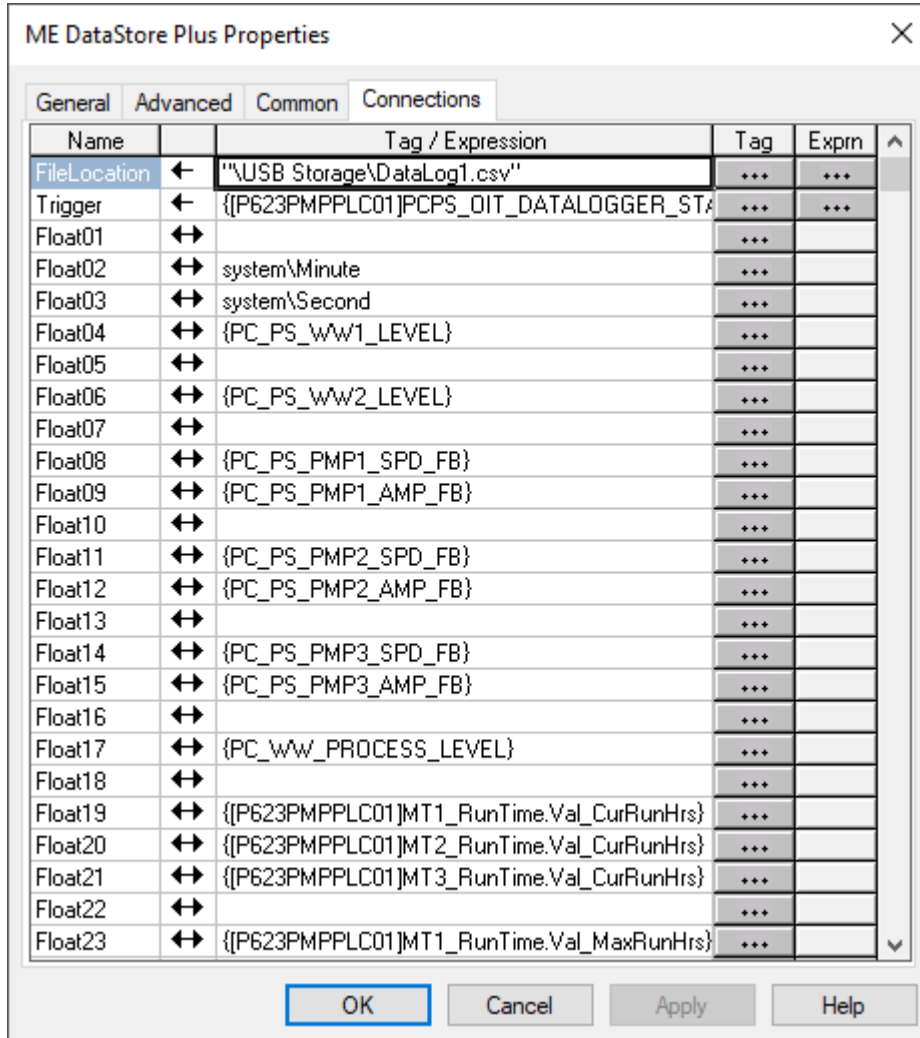 ME DataStore Plus Properties
General Advanced Common Connections
Name Tag / Expression Tag Exprn
FileLocation "\USB Storage\DataLog1.csv" ... ...
Trigger {[P623PMPPLC01]PCPS_OIT_DATALOGGER_STA ... ...
Float01 ...
Float02 system\Minute ...
Float03 system\Second ...
Float04 {PC_PS_WW1_LEVEL} ...
Float05 ...
Float06 {PC_PS_WW2_LEVEL} ...
Float07 ...
Float08 {PC_PS_PMP1_SPD_FB} ...
Float09 {PC_PS_PMP1_AMP_FB} ...
Float10 ...
Float11 {PC_PS_PMP2_SPD_FB} ...
Float12 {PC_PS_PMP2_AMP_FB} ...
Float13 ...
Float14 {PC_PS_PMP3_SPD_FB} ...
Float15 {PC_PS_PMP3_AMP_FB} ...
Float16 ...
Float17 {PC_WW_PROCESS_LEVEL} ...
Float18 ...
Float19 {[P623PMPPLC01]MT1_RunTime.Val_CurRunHrs} ...
Float20 {[P623PMPPLC01]MT2_RunTime.Val_CurRunHrs} ...
Float21 {[P623PMPPLC01]MT3_RunTime.Val_CurRunHrs} ...
Float22 ...
Float23 {[P623PMPPLC01]MT1_RunTime.Val_MaxRunHrs} ...
OK Cancel Apply Help